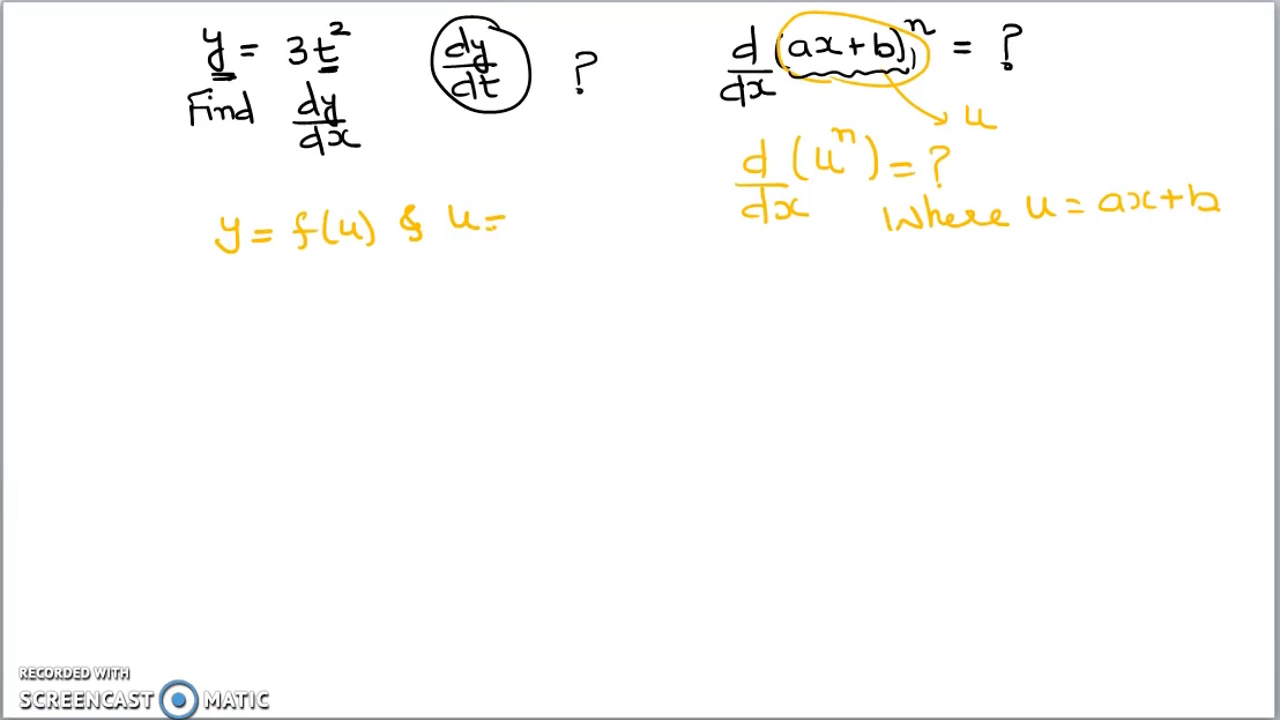 y = 3t² dy/dt ?
Find dy/dx
d/dx (ax+b)ⁿ = ?
u
d/dx (uⁿ) = ?
Where u = ax+b
y = f(u) & u=
RECORDED WITH
SCREENCAST MATIC